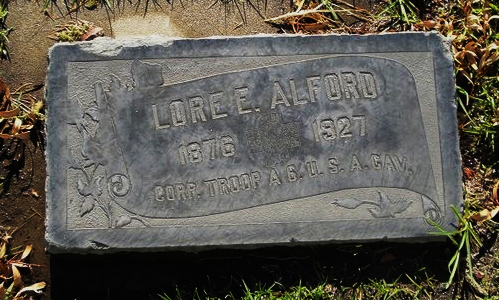 LORE E. ALFORD
1876 1927
CORP. TROOP A 6. U. S. A. CAV.